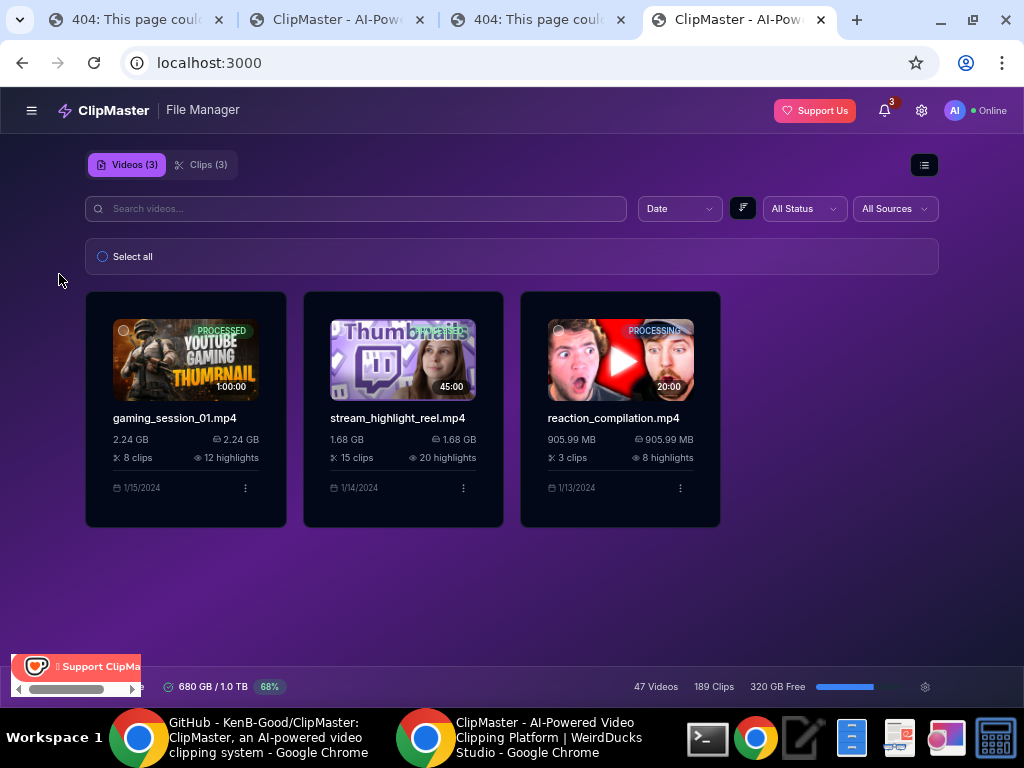 404: This page coul
ClipMaster - AI-Pow
404: This page coul
ClipMaster - AI-Pow
localhost:3000
ClipMaster
File Manager
Support Us
3
AI
Online
Videos (3)
Clips (3)
Search videos...
Date
All Status
All Sources
Select all
PROCESSED
YOUTUBE
GAMING
THUMBNAIL
1:00:00
Thumbnails
PROCESSED
45:00
PROCESSING
20:00
gaming_session_01.mp4
2.24 GB
2.24 GB
8 clips
12 highlights
1/15/2024
stream_highlight_reel.mp4
1.68 GB
1.68 GB
15 clips
20 highlights
1/14/2024
reaction_compilation.mp4
905.99 MB
905.99 MB
3 clips
8 highlights
1/13/2024
Support ClipMa
680 GB / 1.0 TB
68%
47 Videos
189 Clips
320 GB Free
Workspace 1
GitHub - KenB-Good/ClipMaster:
ClipMaster, an AI-powered video
clipping system - Google Chrome
ClipMaster - AI-Powered Video
Clipping Platform | WeirdDucks
Studio - Google Chrome